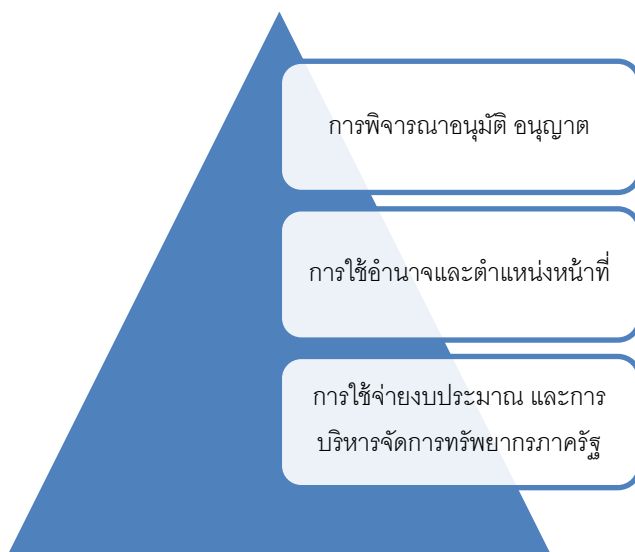 การพิจารณาอนุมัติ อนุญาต
การใช้อำนาจและตำแหน่งหน้าที่
การใช้จ่ายงบประมาณ และการ
บริหารจัดการทรัพยากรภาครัฐ